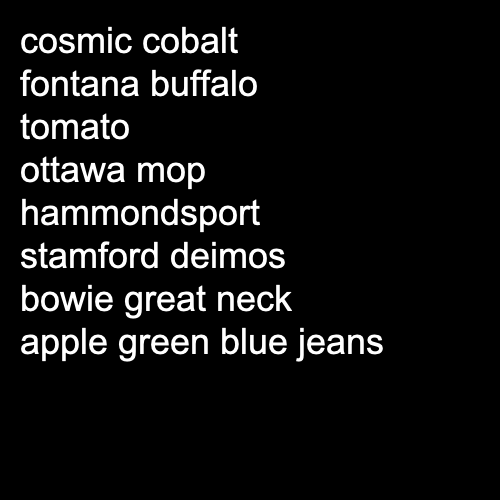 cosmic cobalt
fontana buffalo
tomato
ottawa mop
hammondsport
stamford deimos
bowie great neck
apple green blue jeans